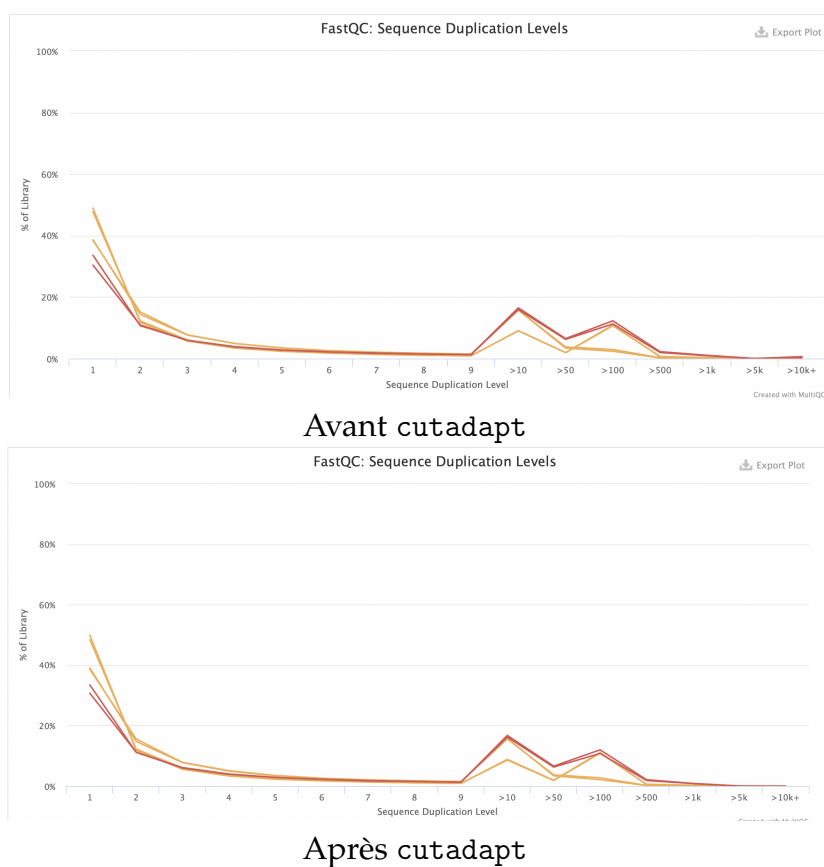 FastQC: Sequence Duplication Levels
Export Plot
100%
80%
60%
40%
20%
0%
% of Library
1 2 3 4 5 6 7 8 9 >10 >50 >100 >500 >1k >5k >10k+
Sequence Duplication Level
Created with MultiQC
Avant cutadapt
FastQC: Sequence Duplication Levels
Export Plot
100%
80%
60%
40%
20%
0%
% of Library
1 2 3 4 5 6 7 8 9 >10 >50 >100 >500 >1k >5k >10k+
Sequence Duplication Level
Created with MultiQC
Après cutadapt